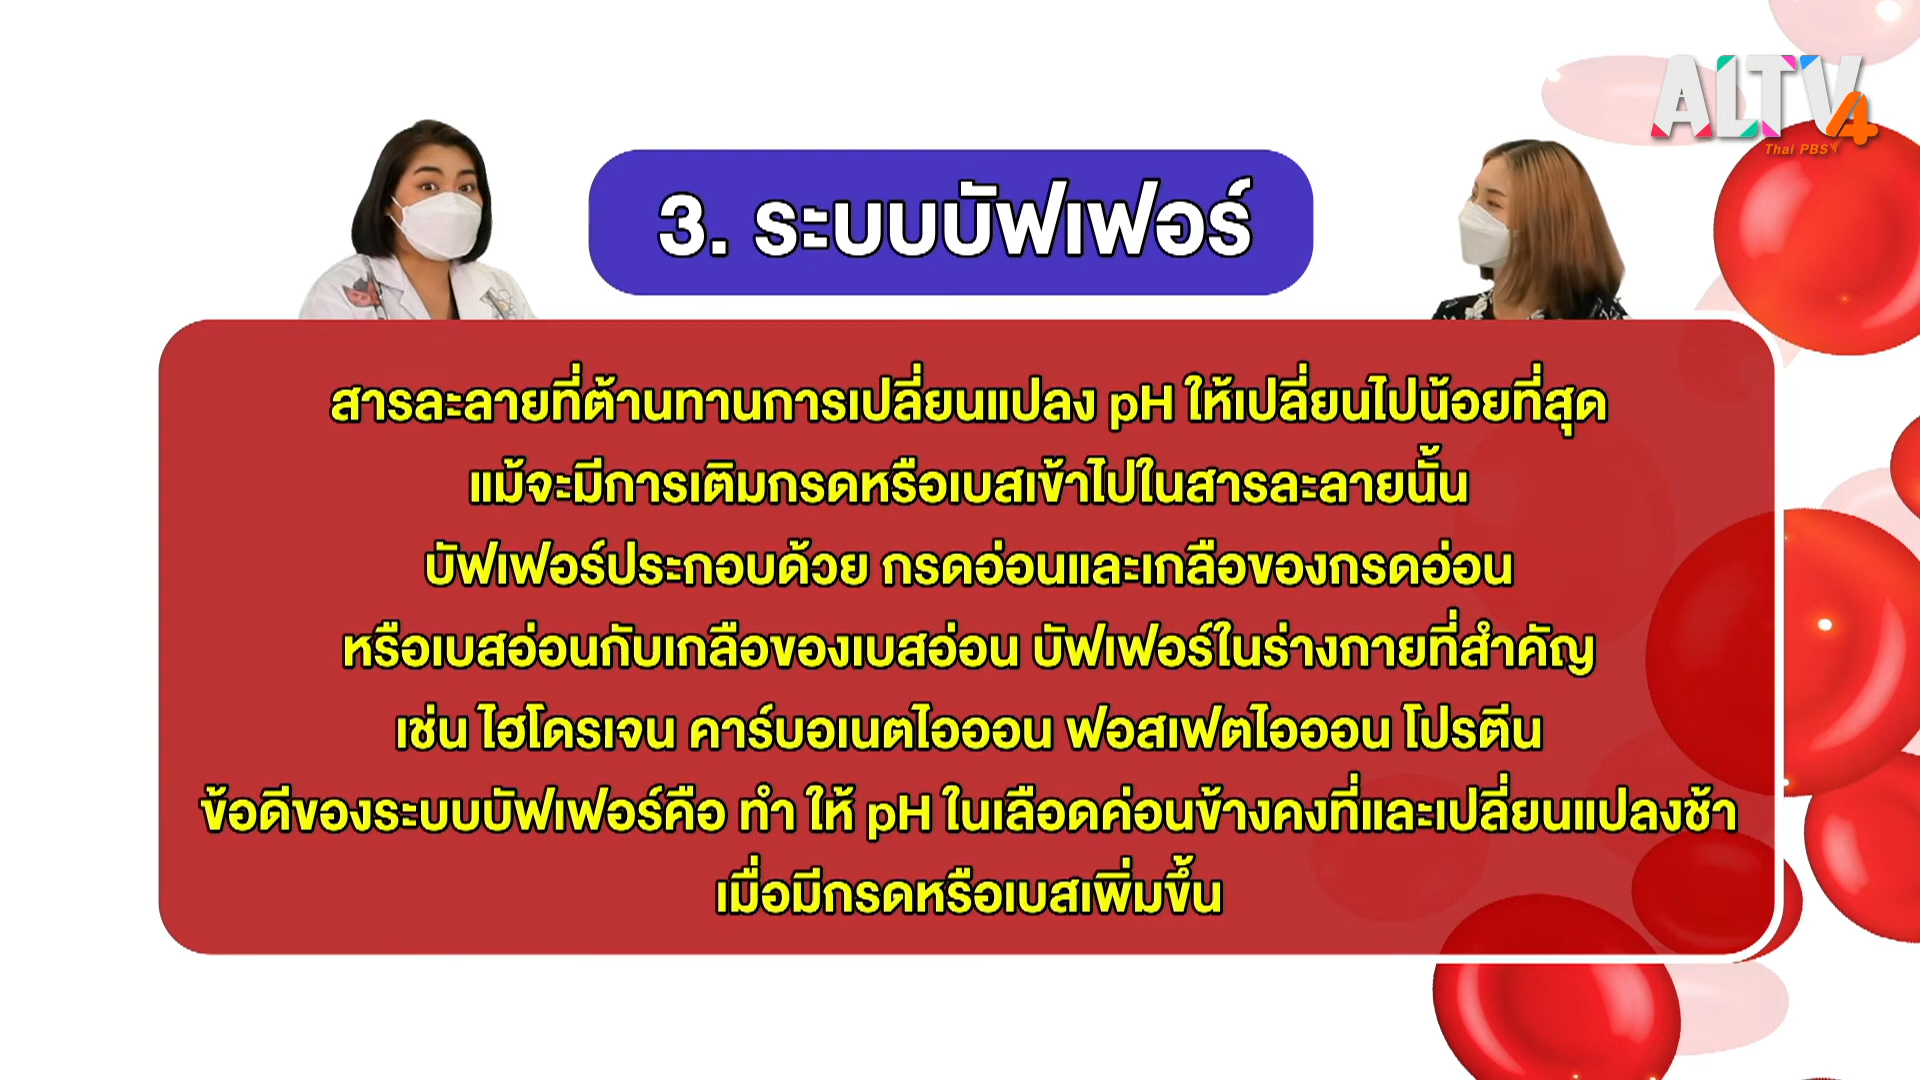 ALTV4
Thai PBS
3. ระบบบัฟเฟอร์
สารละลายที่ต้านทานการเปลี่ยนแปลง pH ให้เปลี่ยนไปน้อยที่สุด
แม้จะมีการเติมกรดหรือเบสเข้าไปในสารละลายนั้น
บัฟเฟอร์ประกอบด้วย กรดอ่อนและเกลือของกรดอ่อน
หรือเบสอ่อนกับเกลือของเบสอ่อน บัฟเฟอร์ในร่างกายที่สำคัญ
เช่น ไฮโดรเจน คาร์บอเนตไอออน ฟอสเฟตไอออน โปรตีน
ข้อดีของระบบบัฟเฟอร์คือ ทำ ให้ pH ในเลือดค่อนข้างคงที่และเปลี่ยนแปลงช้า
เมื่อมีกรดหรือเบสเพิ่มขึ้น